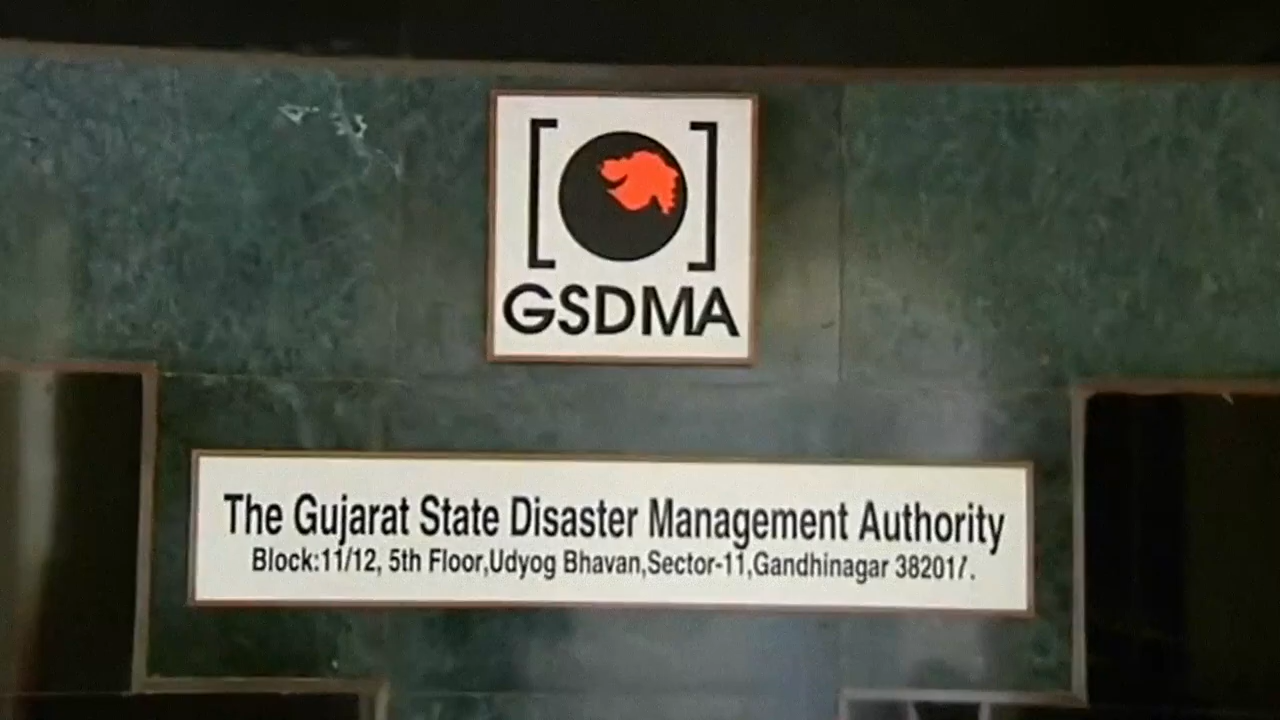 [ ]
GSDMA
The Gujarat State Disaster Management Authority
Block:11/12, 5th Floor,Udyog Bhavan,Sector-11,Gandhinagar 382017.